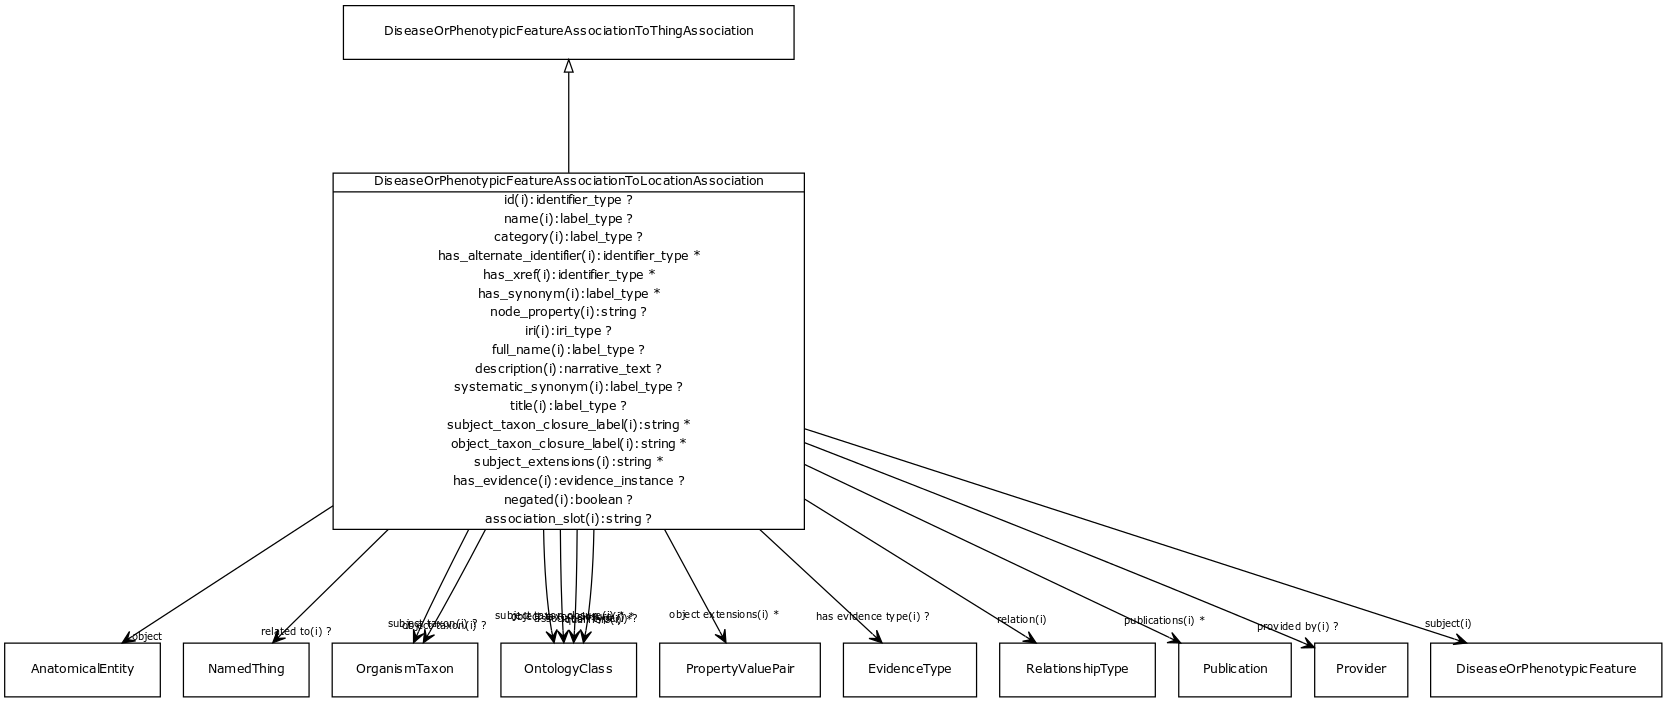 DiseaseOrPhenotypicFeatureAssociationToThingAssociation
DiseaseOrPhenotypicFeatureAssociationToLocationAssociation
id(i):identifier_type ?
name(i):label_type ?
category(i):label_type ?
has_alternate_identifier(i):identifier_type *
has_xref(i):identifier_type *
has_synonym(i):label_type *
node_property(i):string ?
iri(i):iri_type ?
full_name(i):label_type ?
description(i):narrative_text ?
systematic_synonym(i):label_type ?
title(i):label_type ?
subject_taxon_closure_label(i):string *
object_taxon_closure_label(i):string *
subject_extensions(i):string *
has_evidence(i):evidence_instance ?
negated(i):boolean ?
association_slot(i):string ?
object
related to(i) ?
subject taxon(i) ?
object taxon(i) ?
object extensions(i) *
has evidence type(i) ?
relation(i)
publications(i) *
provided by(i) ?
subject(i)
AnatomicalEntity
NamedThing
OrganismTaxon
OntologyClass
PropertyValuePair
EvidenceType
RelationshipType
Publication
Provider
DiseaseOrPhenotypicFeature